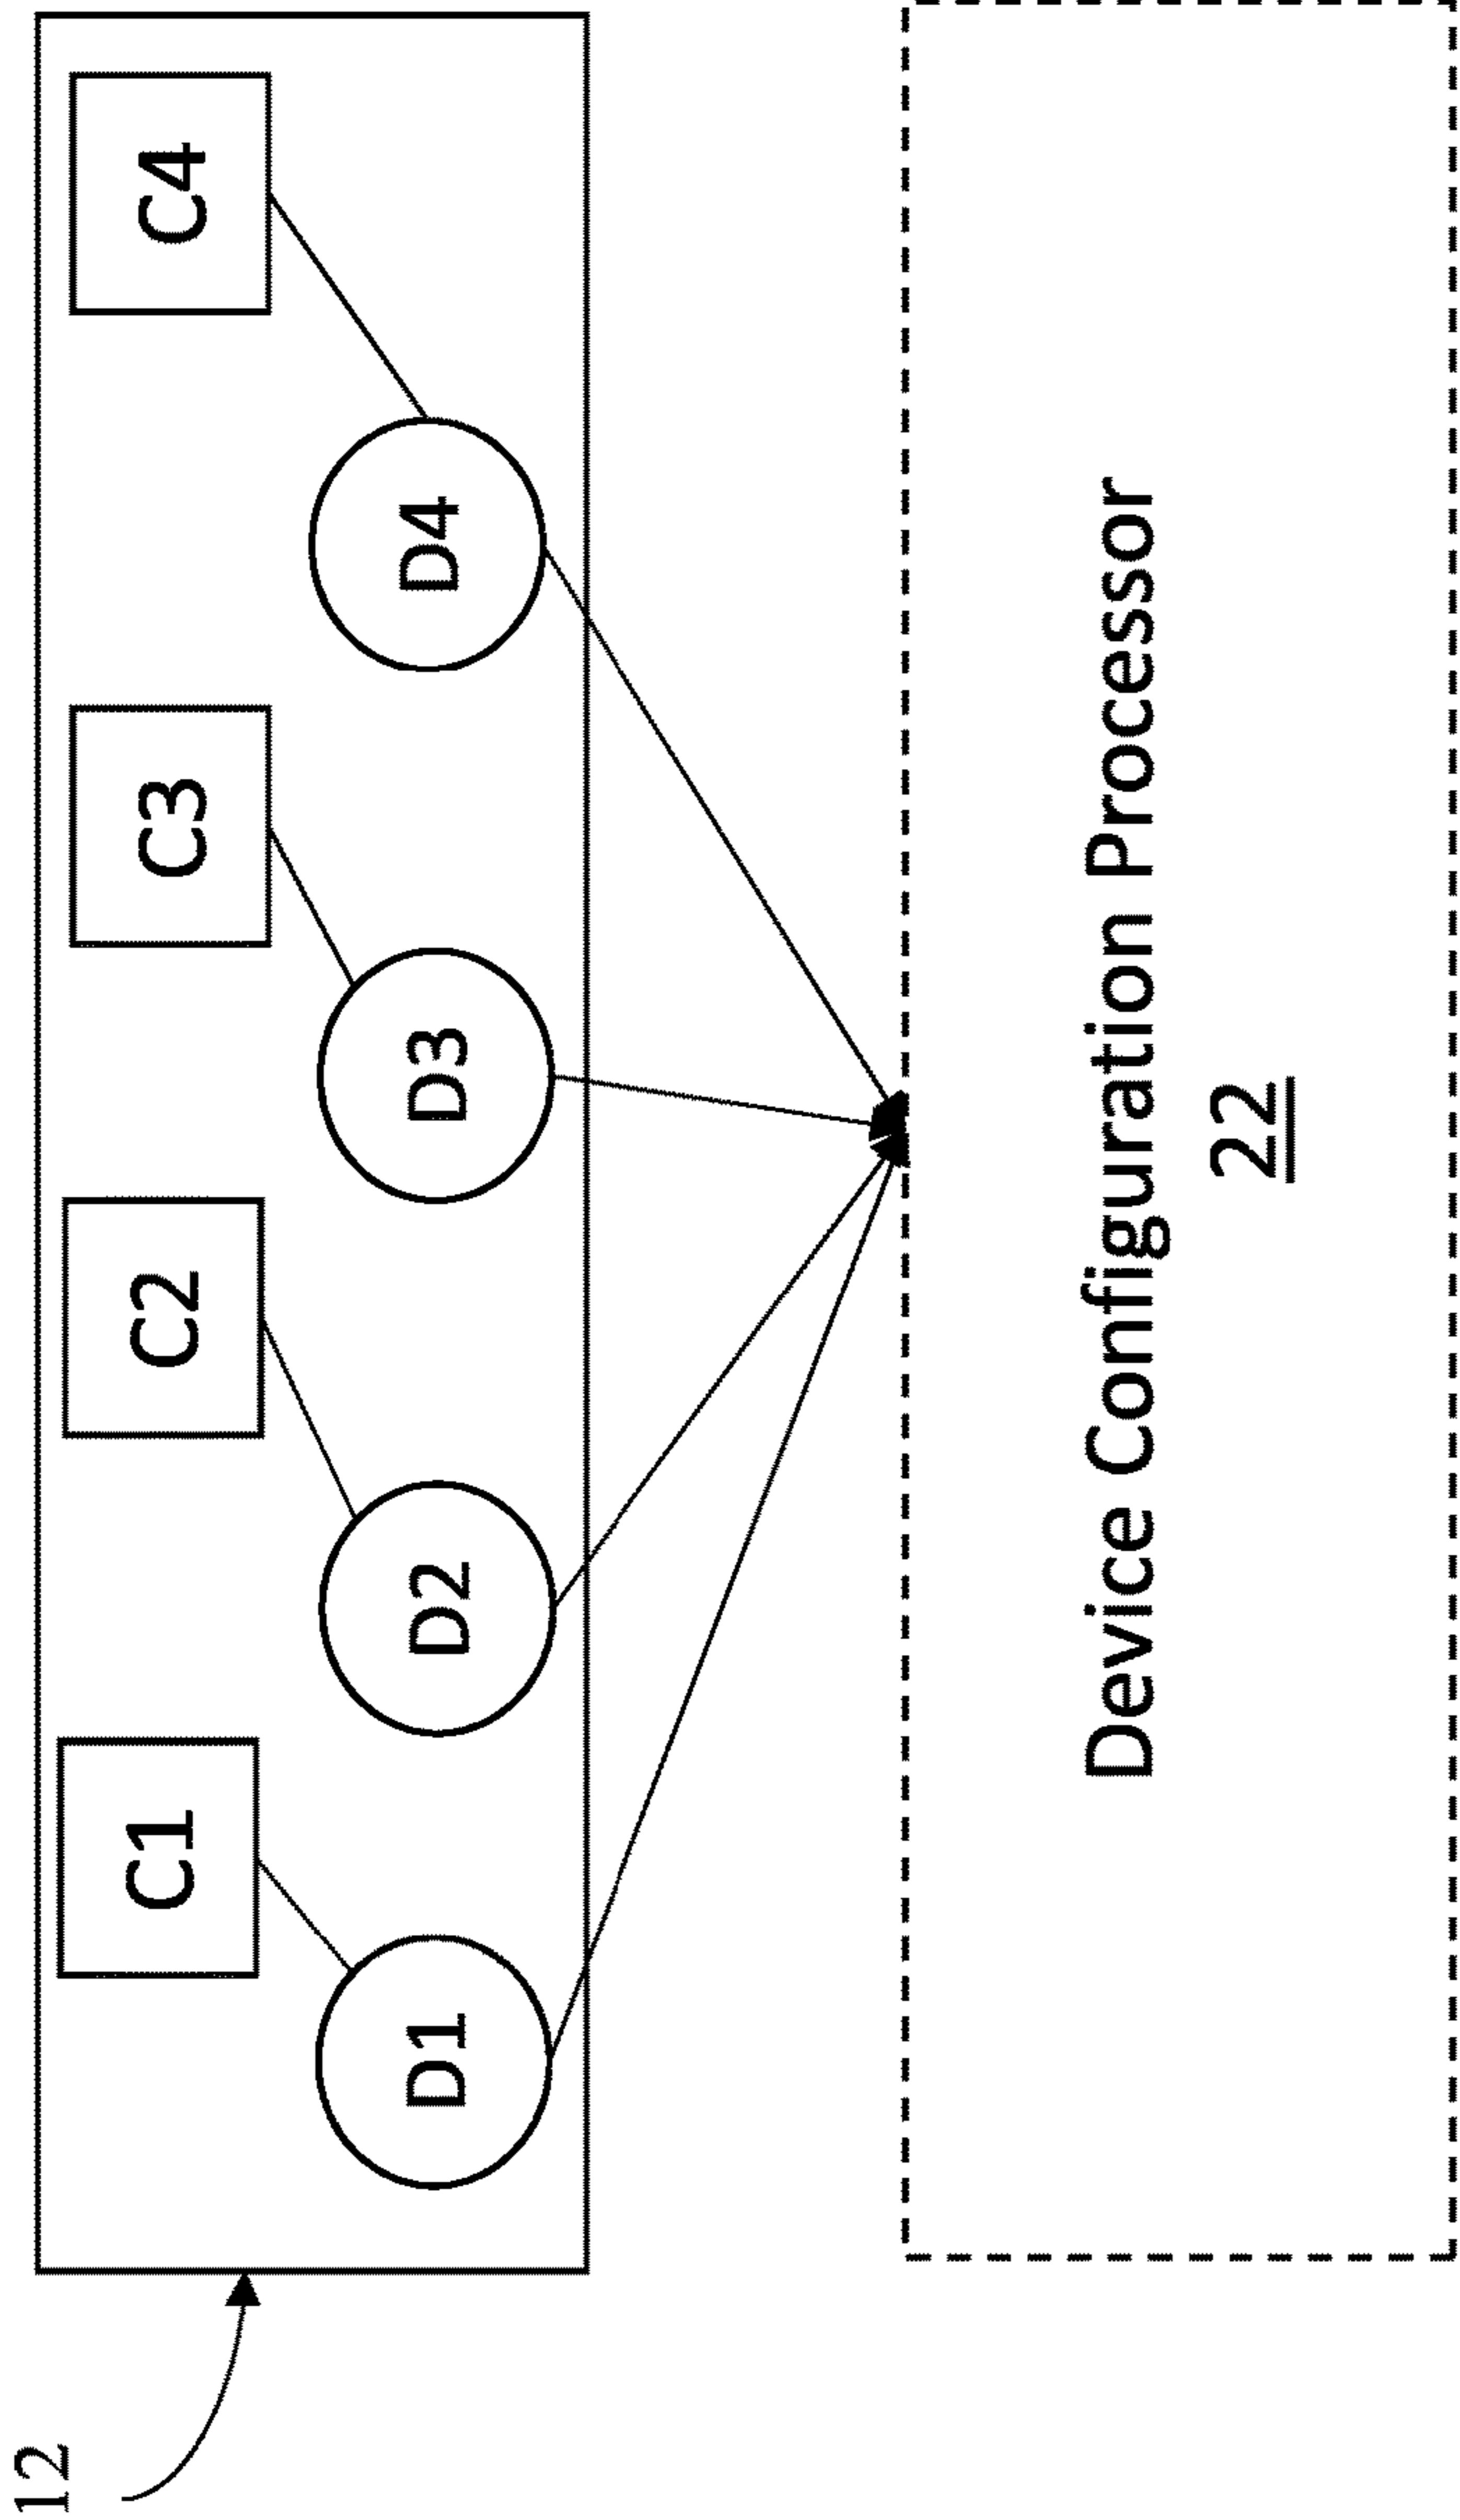 12
C1
C2
C3
C4
D1
D2
D3
D4
Device Configuration Processor
22